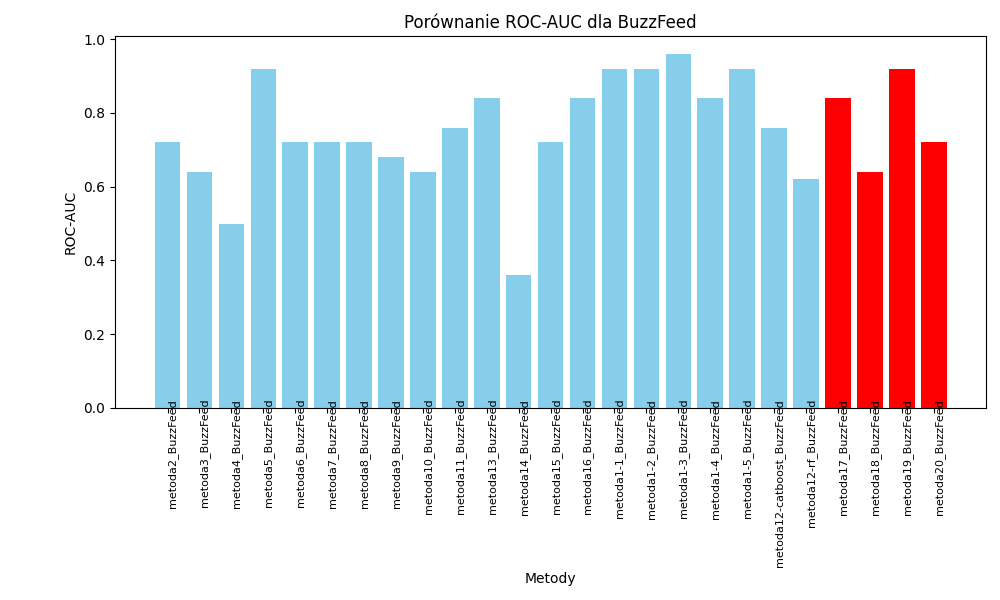 Porównanie ROC-AUC dla BuzzFeed
1.0
0.8
0.6
0.4
0.2
0.0
ROC-AUC
metoda2_BuzzFeed
metoda3_BuzzFeed
metoda4_BuzzFeed
metoda5_BuzzFeed
metoda6_BuzzFeed
metoda7_BuzzFeed
metoda8_BuzzFeed
metoda9_BuzzFeed
metoda10_BuzzFeed
metoda11_BuzzFeed
metoda13_BuzzFeed
metoda14_BuzzFeed
metoda15_BuzzFeed
metoda16_BuzzFeed
metoda1-1_BuzzFeed
metoda1-2_BuzzFeed
metoda1-3_BuzzFeed
metoda1-4_BuzzFeed
metoda1-5_BuzzFeed
metoda12-catboost_BuzzFeed
metoda12-rf_BuzzFeed
metoda17_BuzzFeed
metoda18_BuzzFeed
metoda19_BuzzFeed
metoda20_BuzzFeed
Metody